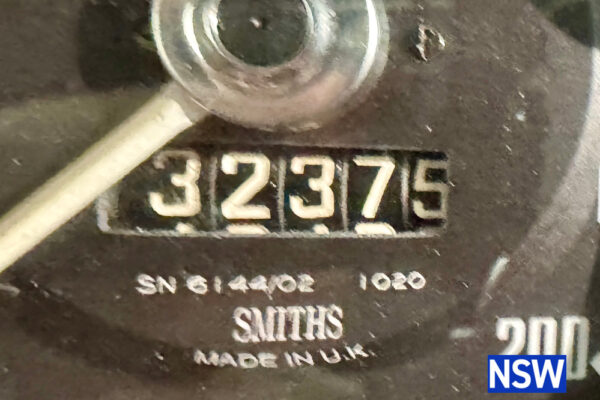 32375
SN 6144/02 1020
SMITHS
MADE IN U.K.
200
NSW